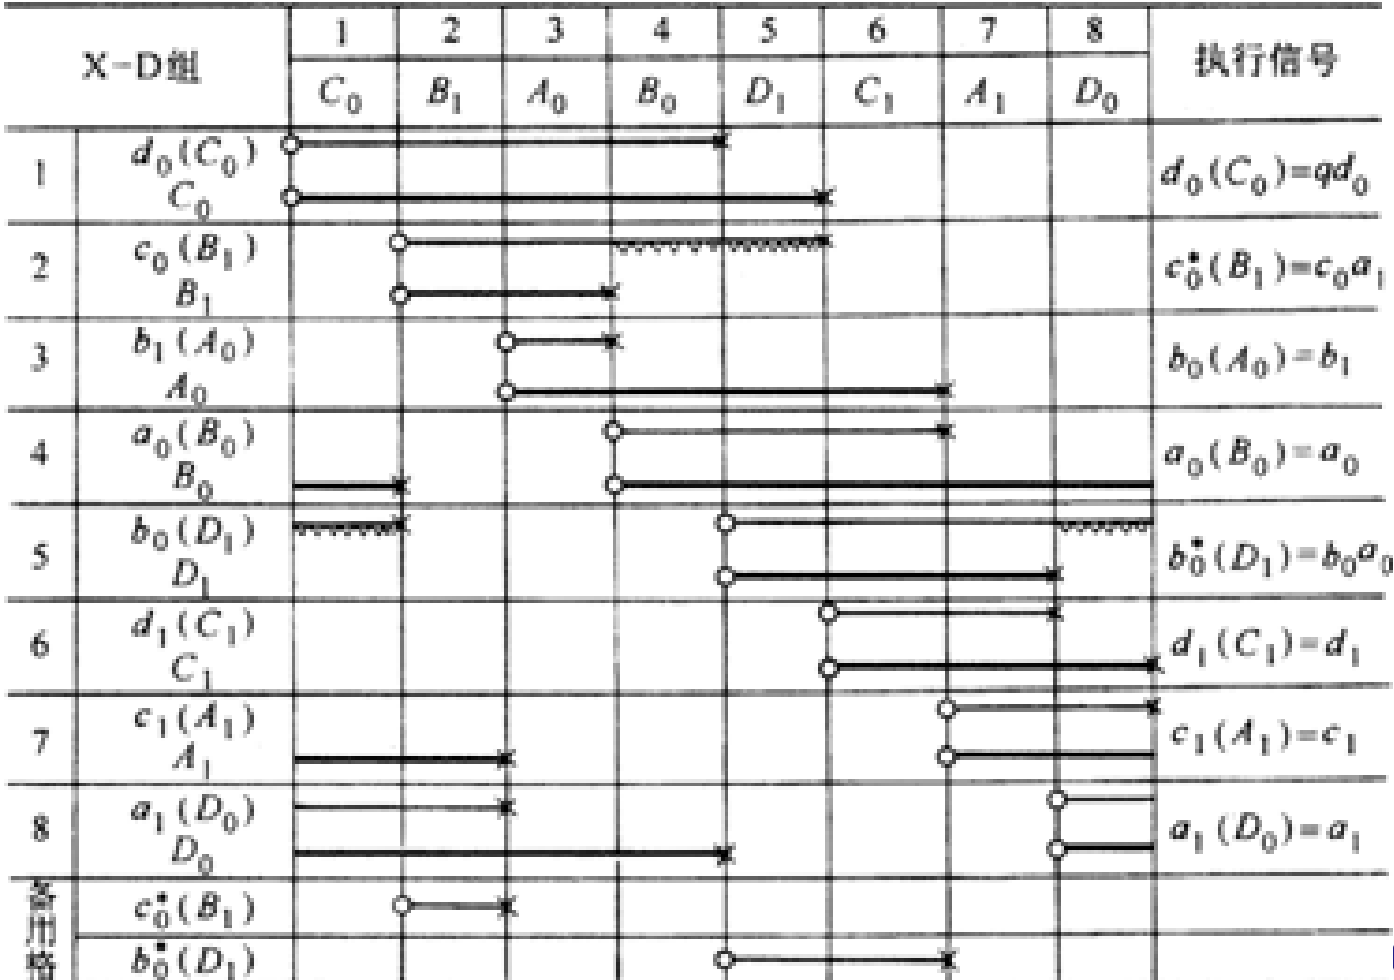 X-D组 1 2 3 4 5 6 7 8 执行信号
C₀ B₁ A₀ B₀ D₁ C₁ A₁ D₀
1 d₀(C₀) d₀(C₀)=qd₀
C₀
2 c₀(B₁) c₀*(B₁)=c₀a₁
B₁
3 b₁(A₀) b₀(A₀)=b₁
A₀
4 a₀(B₀) a₀(B₀)=a₀
B₀
5 b₀(D₁) b₀*(D₁)=b₀a₀
D₁
6 d₁(C₁) d₁(C₁)=d₁
C₁
7 c₁(A₁) c₁(A₁)=c₁
A₁
8 a₁(D₀) a₁(D₀)=a₁
D₀
备用格 c₀*(B₁)
b₀*(D₁)